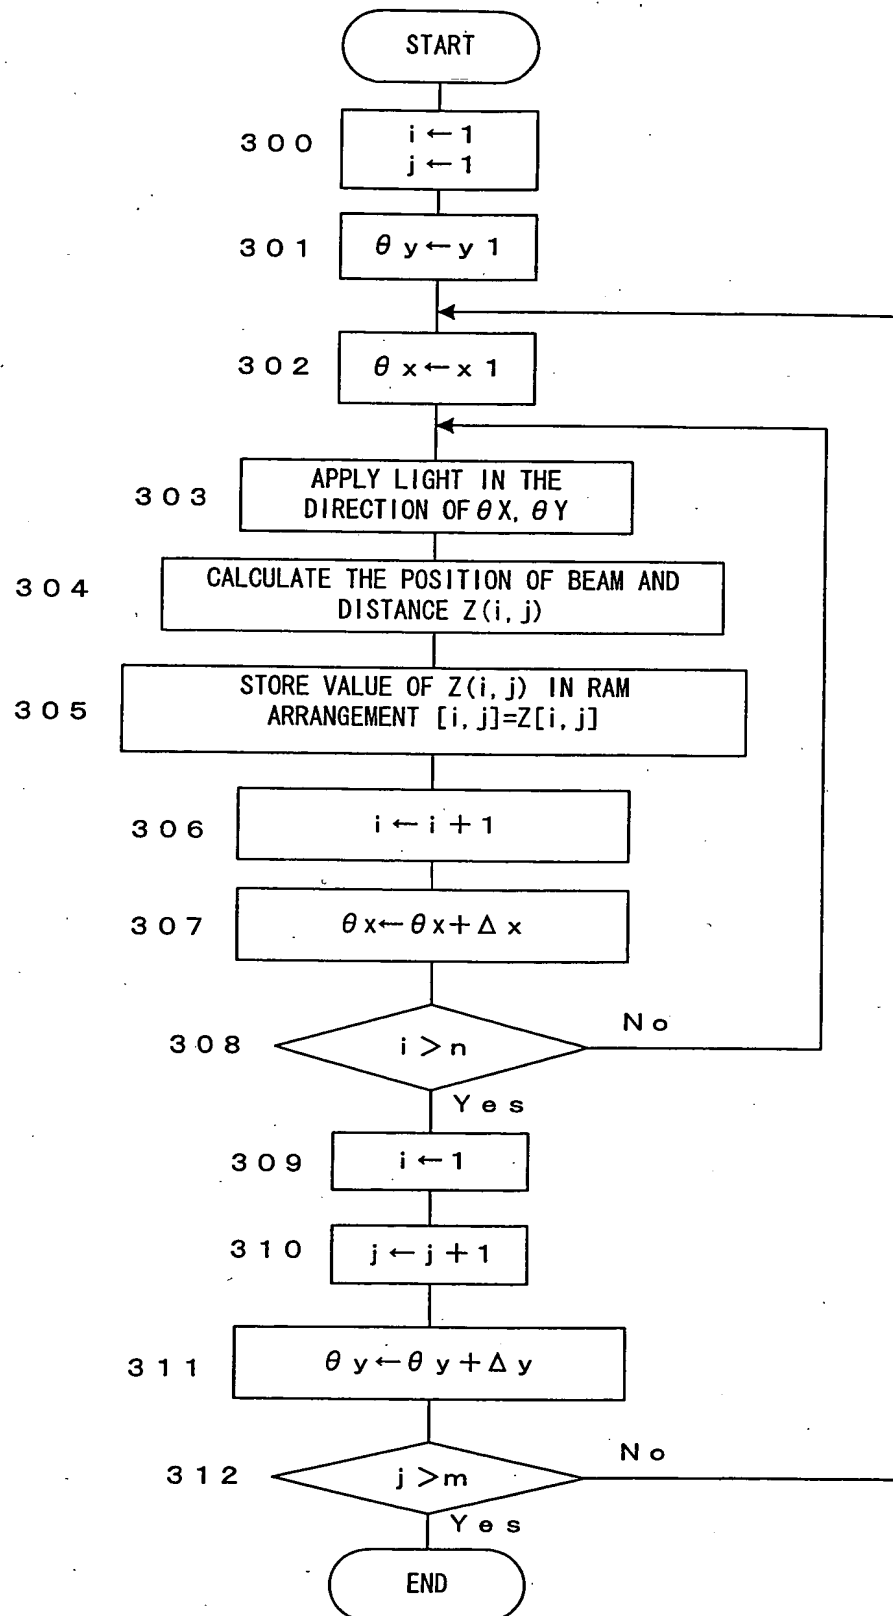 START
300
i ← 1
j ← 1
301
θ y ← y 1
302
θ x ← x 1
303
APPLY LIGHT IN THE
DIRECTION OF θ X, θ Y
304
CALCULATE THE POSITION OF BEAM AND
DISTANCE Z(i, j)
305
STORE VALUE OF Z(i, j) IN RAM
ARRANGEMENT [i, j]=Z[i, j]
306
i ← i + 1
307
θ x ← θ x + Δ x
308
i > n
No
Yes
309
i ← 1
310
j ← j + 1
311
θ y ← θ y + Δ y
312
j > m
No
Yes
END